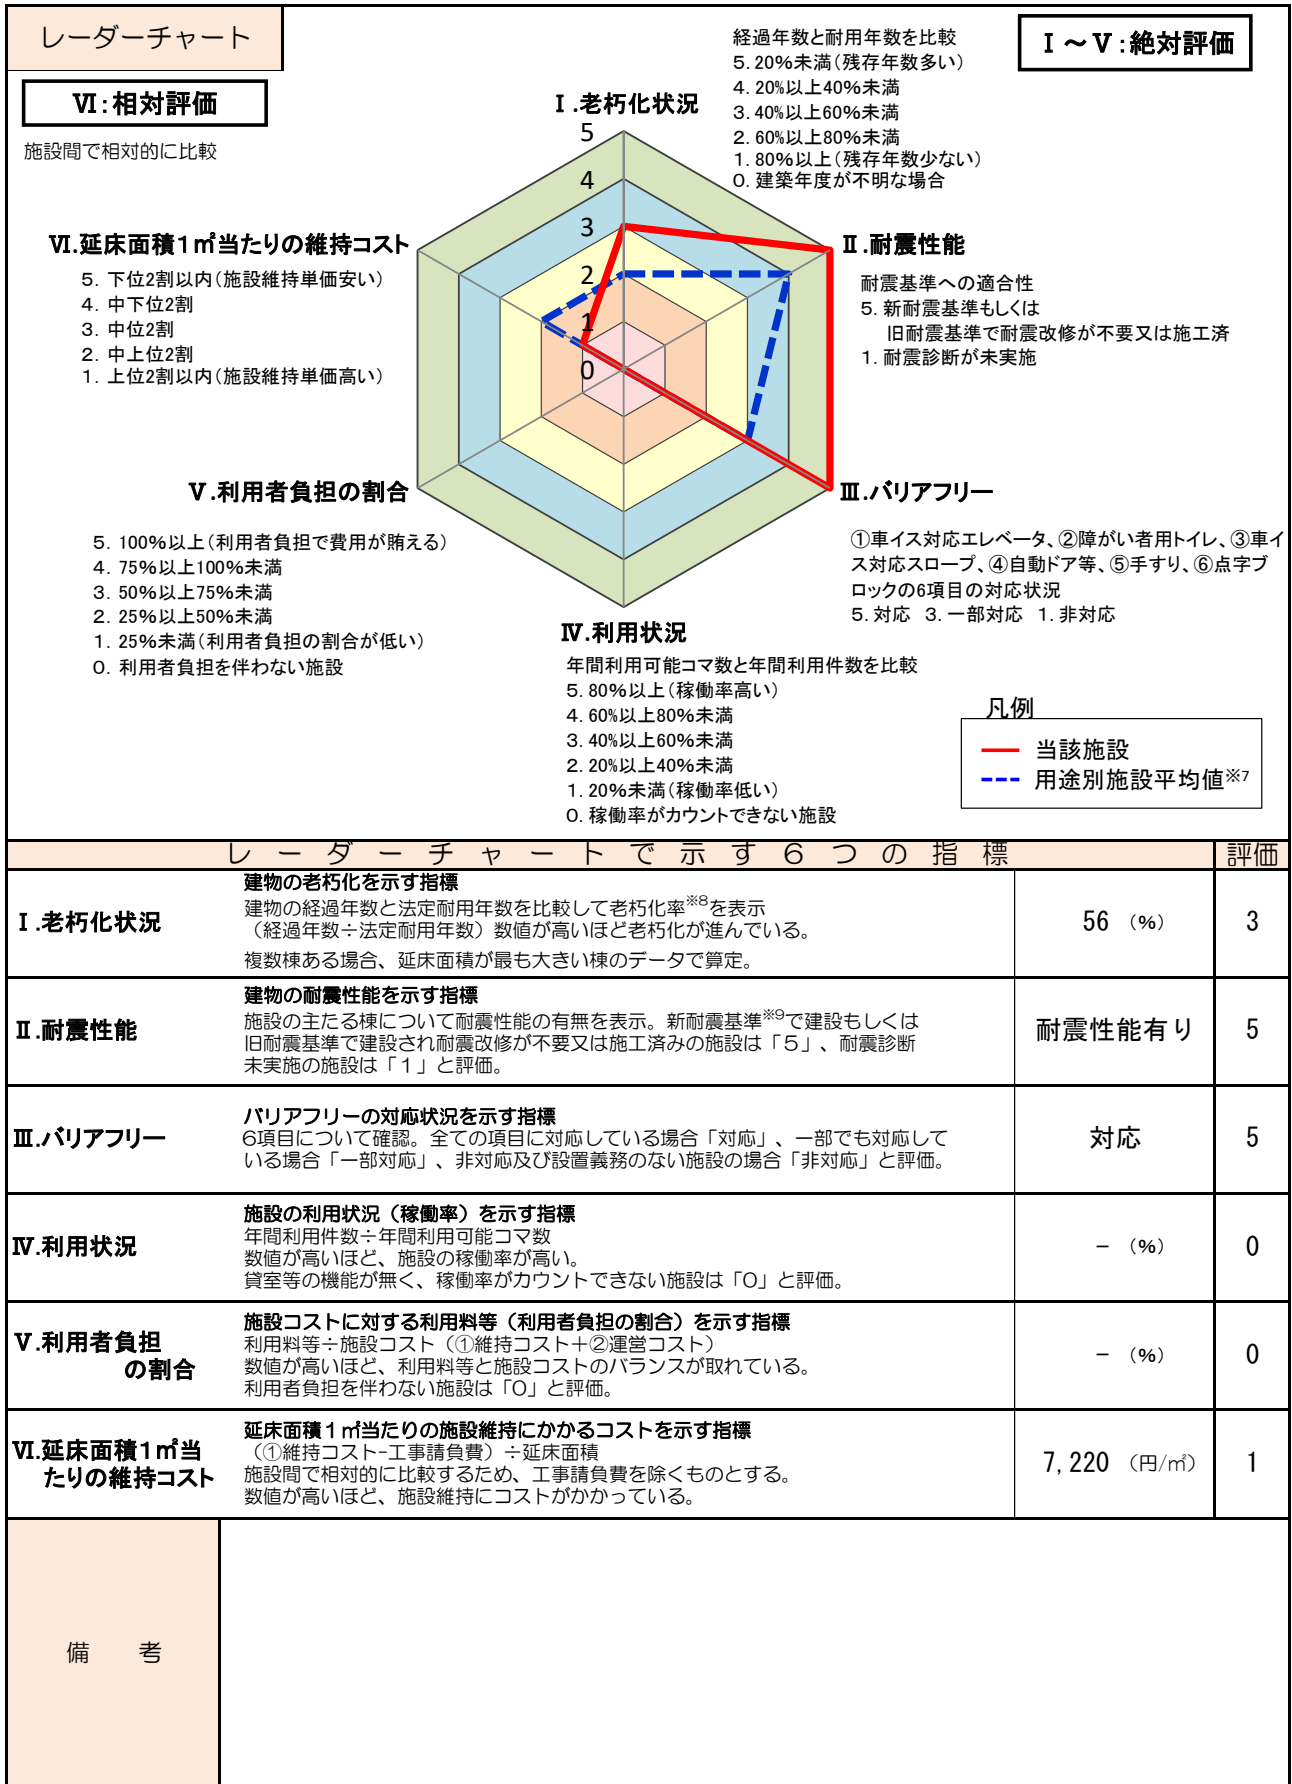 レーダーチャート
Ⅰ～Ⅴ:絶対評価
Ⅵ:相対評価
施設間で相対的に比較
Ⅰ.老朽化状況
経過年数と耐用年数を比較
5.20%未満(残存年数多い)
4.20%以上40%未満
3.40%以上60%未満
2.60%以上80%未満
1.80%以上(残存年数少ない)
0.建築年度が不明な場合
5
4
3
2
1
0
Ⅱ.耐震性能
耐震基準への適合性
5.新耐震基準もしくは
旧耐震基準で耐震改修が不要又は施工済
1.耐震診断が未実施
Ⅵ.延床面積1㎡当たりの維持コスト
5.下位2割以内(施設維持単価安い)
4.中下位2割
3.中位2割
2.中上位2割
1.上位2割以内(施設維持単価高い)
Ⅴ.利用者負担の割合
5.100%以上(利用者負担で費用が賄える)
4.75%以上100%未満
3.50%以上75%未満
2.25%以上50%未満
1.25%未満(利用者負担の割合が低い)
0.利用者負担を伴わない施設
Ⅲ.バリアフリー
①車イス対応エレベータ、②障がい者用トイレ、③車イ
ス対応スロープ、④自動ドア等、⑤手すり、⑥点字ブ
ロックの6項目の対応状況
5.対応 3.一部対応 1.非対応
Ⅳ.利用状況
年間利用可能コマ数と年間利用件数を比較
5.80%以上(稼働率高い)
4.60%以上80%未満
3.40%以上60%未満
2.20%以上40%未満
1.20%未満(稼働率低い)
0.稼働率がカウントできない施設
凡例
当該施設
用途別施設平均値※7
レーダーチャートで示す6つの指標 評価
Ⅰ.老朽化状況
建物の老朽化を示す指標
建物の経過年数と法定耐用年数を比較して老朽化率※8を表示
(経過年数÷法定耐用年数)数値が高いほど老朽化が進んでいる。
複数棟ある場合、延床面積が最も大きい棟のデータで算定。
56 (%) 3
Ⅱ.耐震性能
建物の耐震性能を示す指標
施設の主たる棟について耐震性能の有無を表示。新耐震基準※9で建設もしくは
旧耐震基準で建設され耐震改修が不要又は施工済みの施設は「5」、耐震診断
未実施の施設は「1」と評価。
耐震性能有り 5
Ⅲ.バリアフリー
バリアフリーの対応状況を示す指標
6項目について確認。全ての項目に対応している場合「対応」、一部でも対応して
いる場合「一部対応」、非対応及び設置義務のない施設の場合「非対応」と評価。
対応 5
Ⅳ.利用状況
施設の利用状況(稼働率)を示す指標
年間利用件数÷年間利用可能コマ数
数値が高いほど、施設の稼働率が高い。
貸室等の機能が無く、稼働率がカウントできない施設は「0」と評価。
- (%) 0
Ⅴ.利用者負担
の割合
施設コストに対する利用料等(利用者負担の割合)を示す指標
利用料等÷施設コスト(①維持コスト+②運営コスト)
数値が高いほど、利用料等と施設コストのバランスが取れている。
利用者負担を伴わない施設は「0」と評価。
- (%) 0
Ⅵ.延床面積1㎡当
たりの維持コスト
延床面積1㎡当たりの施設維持にかかるコストを示す指標
(①維持コスト-工事請負費)÷延床面積
施設間で相対的に比較するため、工事請負費を除くものとする。
数値が高いほど、施設維持にコストがかかっている。
7,220 (円/㎡) 1
備 考